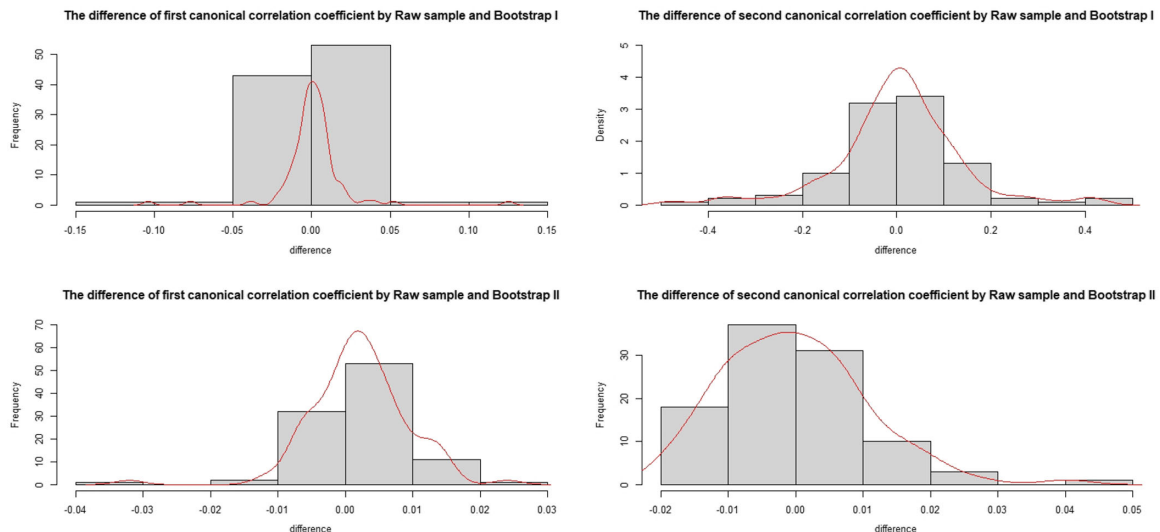 The difference of first canonical correlation coefficient by Raw sample and Bootstrap I
Frequency
0 10 20 30 40 50
-0.15 -0.10 -0.05 0.00 0.05 0.10 0.15
difference
The difference of second canonical correlation coefficient by Raw sample and Bootstrap I
Density
0 1 2 3 4 5
-0.4 -0.2 0.0 0.2 0.4
difference
The difference of first canonical correlation coefficient by Raw sample and Bootstrap II
Frequency
0 10 20 30 40 50 60 70
-0.04 -0.03 -0.02 -0.01 0.00 0.01 0.02 0.03
difference
The difference of second canonical correlation coefficient by Raw sample and Bootstrap II
Frequency
0 10 20 30
-0.02 -0.01 0.00 0.01 0.02 0.03 0.04 0.05
difference